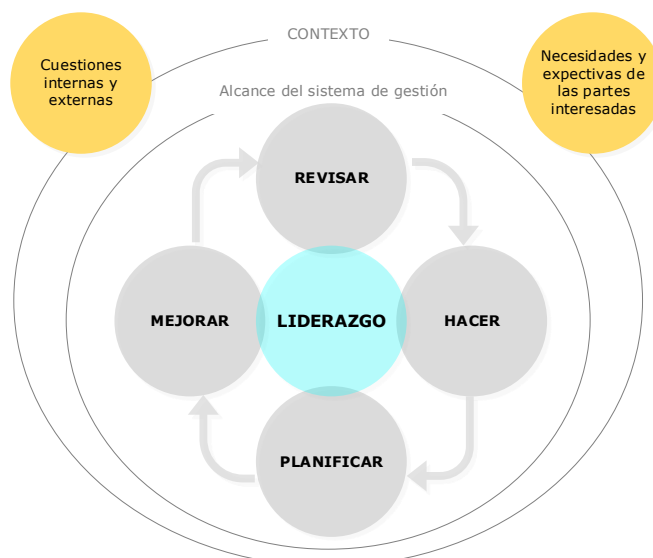 CONTEXTO
Cuestiones
internas y
externas
Necesidades y
expectivas de
las partes
interesadas
Alcance del sistema de gestión
REVISAR
MEJORAR
LIDERAZGO
HACER
PLANIFICAR